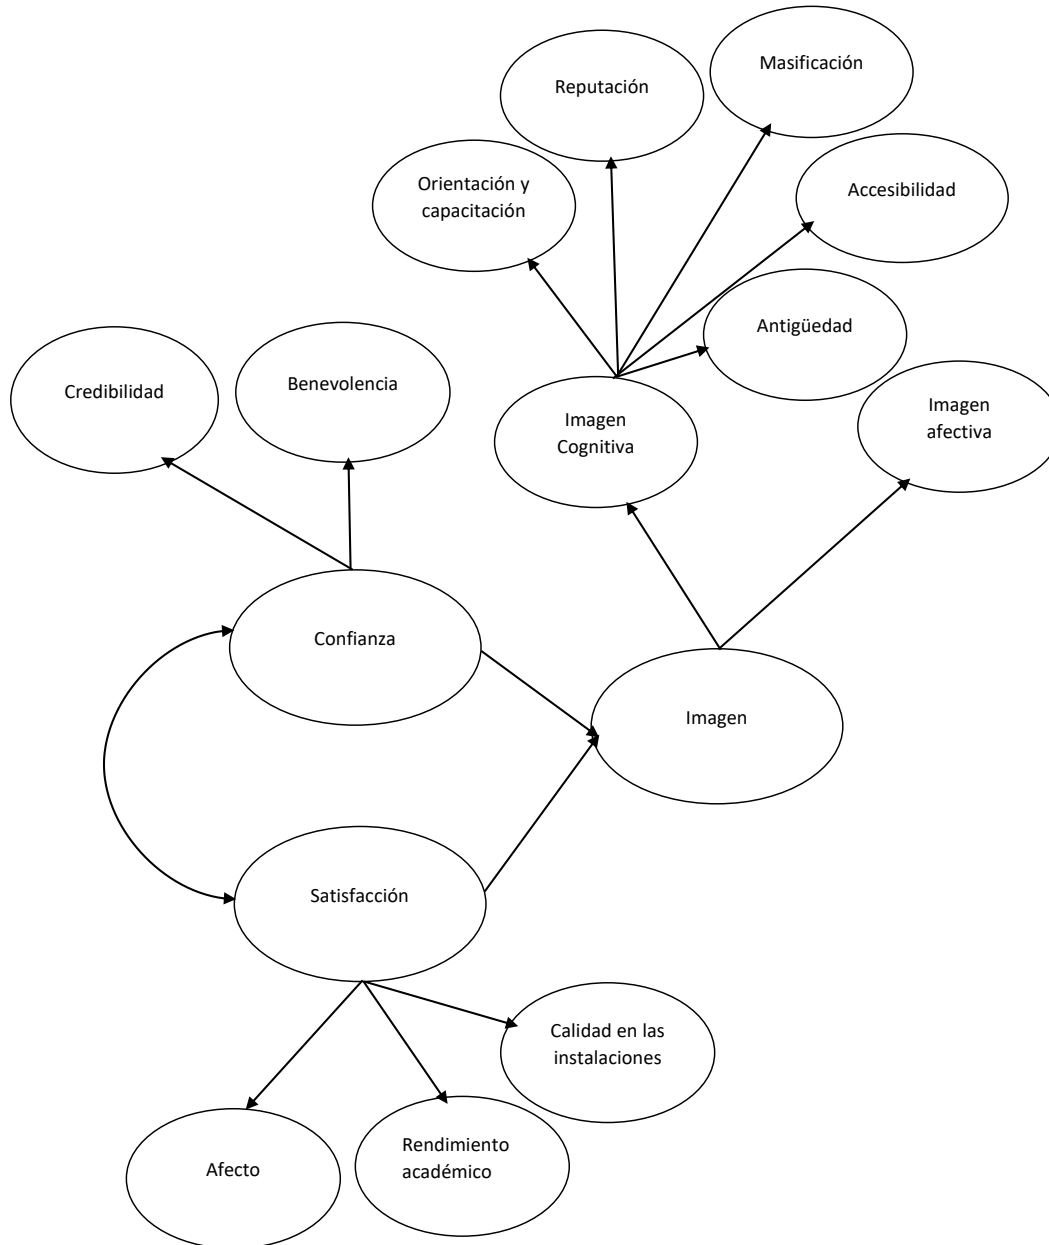 Masificación
Reputación
Orientación y
capacitación
Accesibilidad
Antigüedad
Credibilidad
Benevolencia
Imagen
Cognitiva
Imagen
afectiva
Confianza
Imagen
Satisfacción
Calidad en las
instalaciones
Rendimiento
académico
Afecto